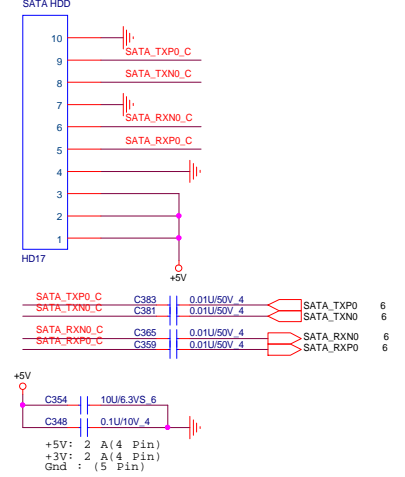 SATA HDD
10
9 SATA_TXP0_C
8 SATA_TXN0_C
7
6 SATA_RXN0_C
5 SATA_RXP0_C
4
3
2
1
HD17
+5V
SATA_TXP0_C C383 0.01U/50V_4 SATA_TXP0 6
SATA_TXN0_C C381 0.01U/50V_4 SATA_TXN0 6
SATA_RXN0_C C365 0.01U/50V_4 SATA_RXN0 6
SATA_RXP0_C C359 0.01U/50V_4 SATA_RXP0 6
+5V
C354 10U/6.3VS_6
C348 0.1U/10V_4
+5V: 2 A(4 Pin)
+3V: 2 A(4 Pin)
Gnd : (5 Pin)